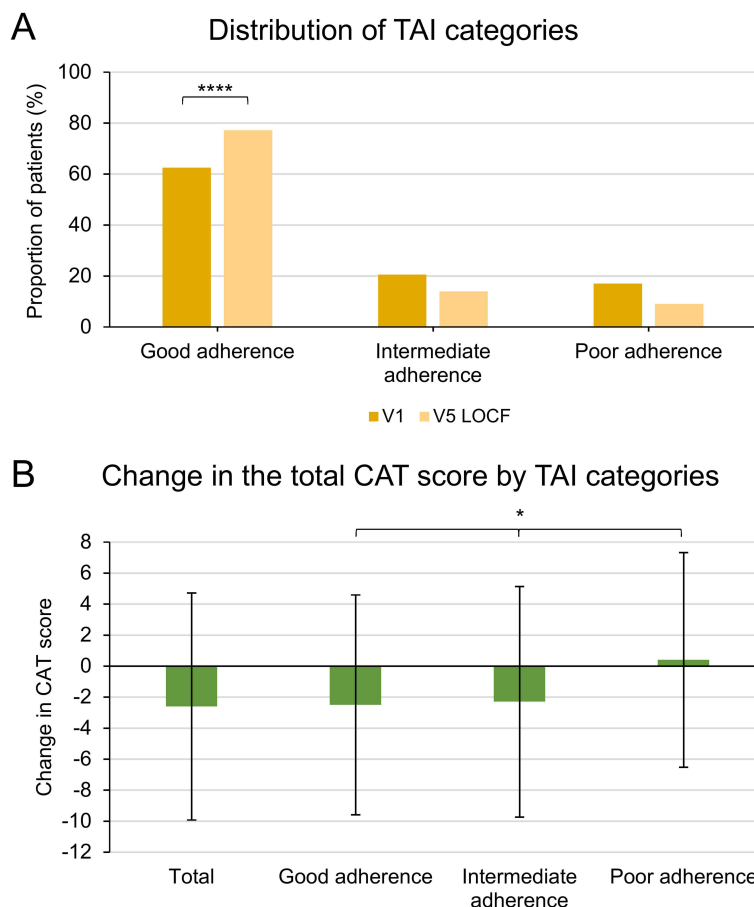 A
Distribution of TAI categories
Proportion of patients (%)
100
80
60
40
20
0
****
Good adherence
Intermediate
adherence
Poor adherence
V1
V5 LOCF
B
Change in the total CAT score by TAI categories
Change in CAT score
8
6
4
2
0
-2
-4
-6
-8
-10
-12
*
Total
Good adherence
Intermediate
adherence
Poor adherence